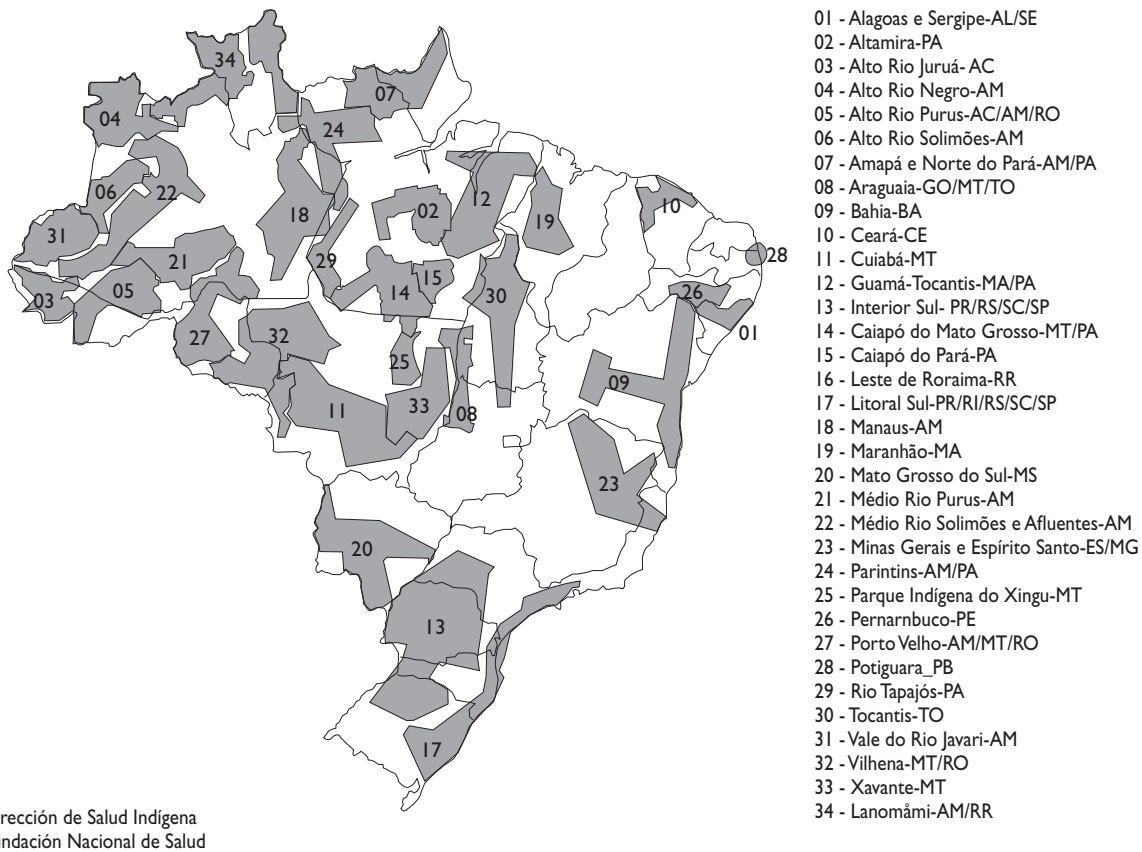 01 - Alagoas e Sergipe-AL/SE
02 - Altamira-PA
03 - Alto Rio Juruá- AC
04 - Alto Rio Negro-AM
05 - Alto Rio Purus-AC/AM/RO
06 - Alto Rio Solimões-AM
07 - Amapá e Norte do Pará-AM/PA
08 - Araguaia-GO/MT/TO
09 - Bahia-BA
10 - Ceará-CE
11 - Cuiabá-MT
12 - Guamá-Tocantis-MA/PA
13 - Interior Sul- PR/RS/SC/SP
14 - Caiapó do Mato Grosso-MT/PA
15 - Caiapó do Pará-PA
16 - Leste de Roraima-RR
17 - Litoral Sul-PR/RI/RS/SC/SP
18 - Manaus-AM
19 - Maranhão-MA
20 - Mato Grosso do Sul-MS
21 - Médio Rio Purus-AM
22 - Médio Rio Solimões e Afluentes-AM
23 - Minas Gerais e Espírito Santo-ES/MG
24 - Parintins-AM/PA
25 - Parque Indígena do Xingu-MT
26 - Pernarnbuco-PE
27 - Porto Velho-AM/MT/RO
28 - Potiguara_PB
29 - Rio Tapajós-PA
30 - Tocantis-TO
31 - Vale do Rio Javari-AM
32 - Vilhena-MT/RO
33 - Xavante-MT
34 - Lanomåmi-AM/RR
34
07
04
24
06
22
12
02
18
19
10
31
28
29
21
15
03
05
14
30
26
01
27
32
25
09
11
33
08
23
20
13
17
rección de Salud Indígena
undación Nacional de Salud